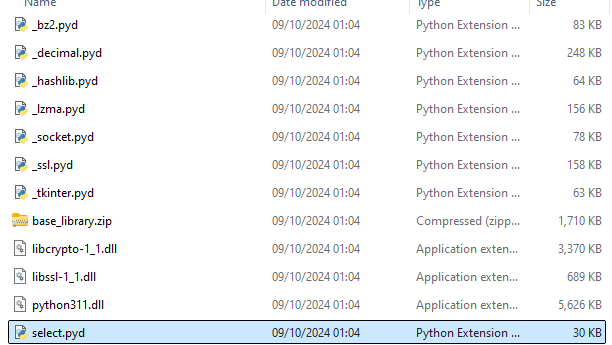 Name Date modified Type Size
_bz2.pyd 09/10/2024 01:04 Python Extension ... 83 KB
_decimal.pyd 09/10/2024 01:04 Python Extension ... 248 KB
_hashlib.pyd 09/10/2024 01:04 Python Extension ... 64 KB
_lzma.pyd 09/10/2024 01:04 Python Extension ... 156 KB
_socket.pyd 09/10/2024 01:04 Python Extension ... 78 KB
_ssl.pyd 09/10/2024 01:04 Python Extension ... 158 KB
_tkinter.pyd 09/10/2024 01:04 Python Extension ... 63 KB
base_library.zip 09/10/2024 01:04 Compressed (zipp... 1,710 KB
libcrypto-1_1.dll 09/10/2024 01:04 Application exten... 3,370 KB
libssl-1_1.dll 09/10/2024 01:04 Application exten... 689 KB
python311.dll 09/10/2024 01:04 Application exten... 5,626 KB
select.pyd 09/10/2024 01:04 Python Extension ... 30 KB